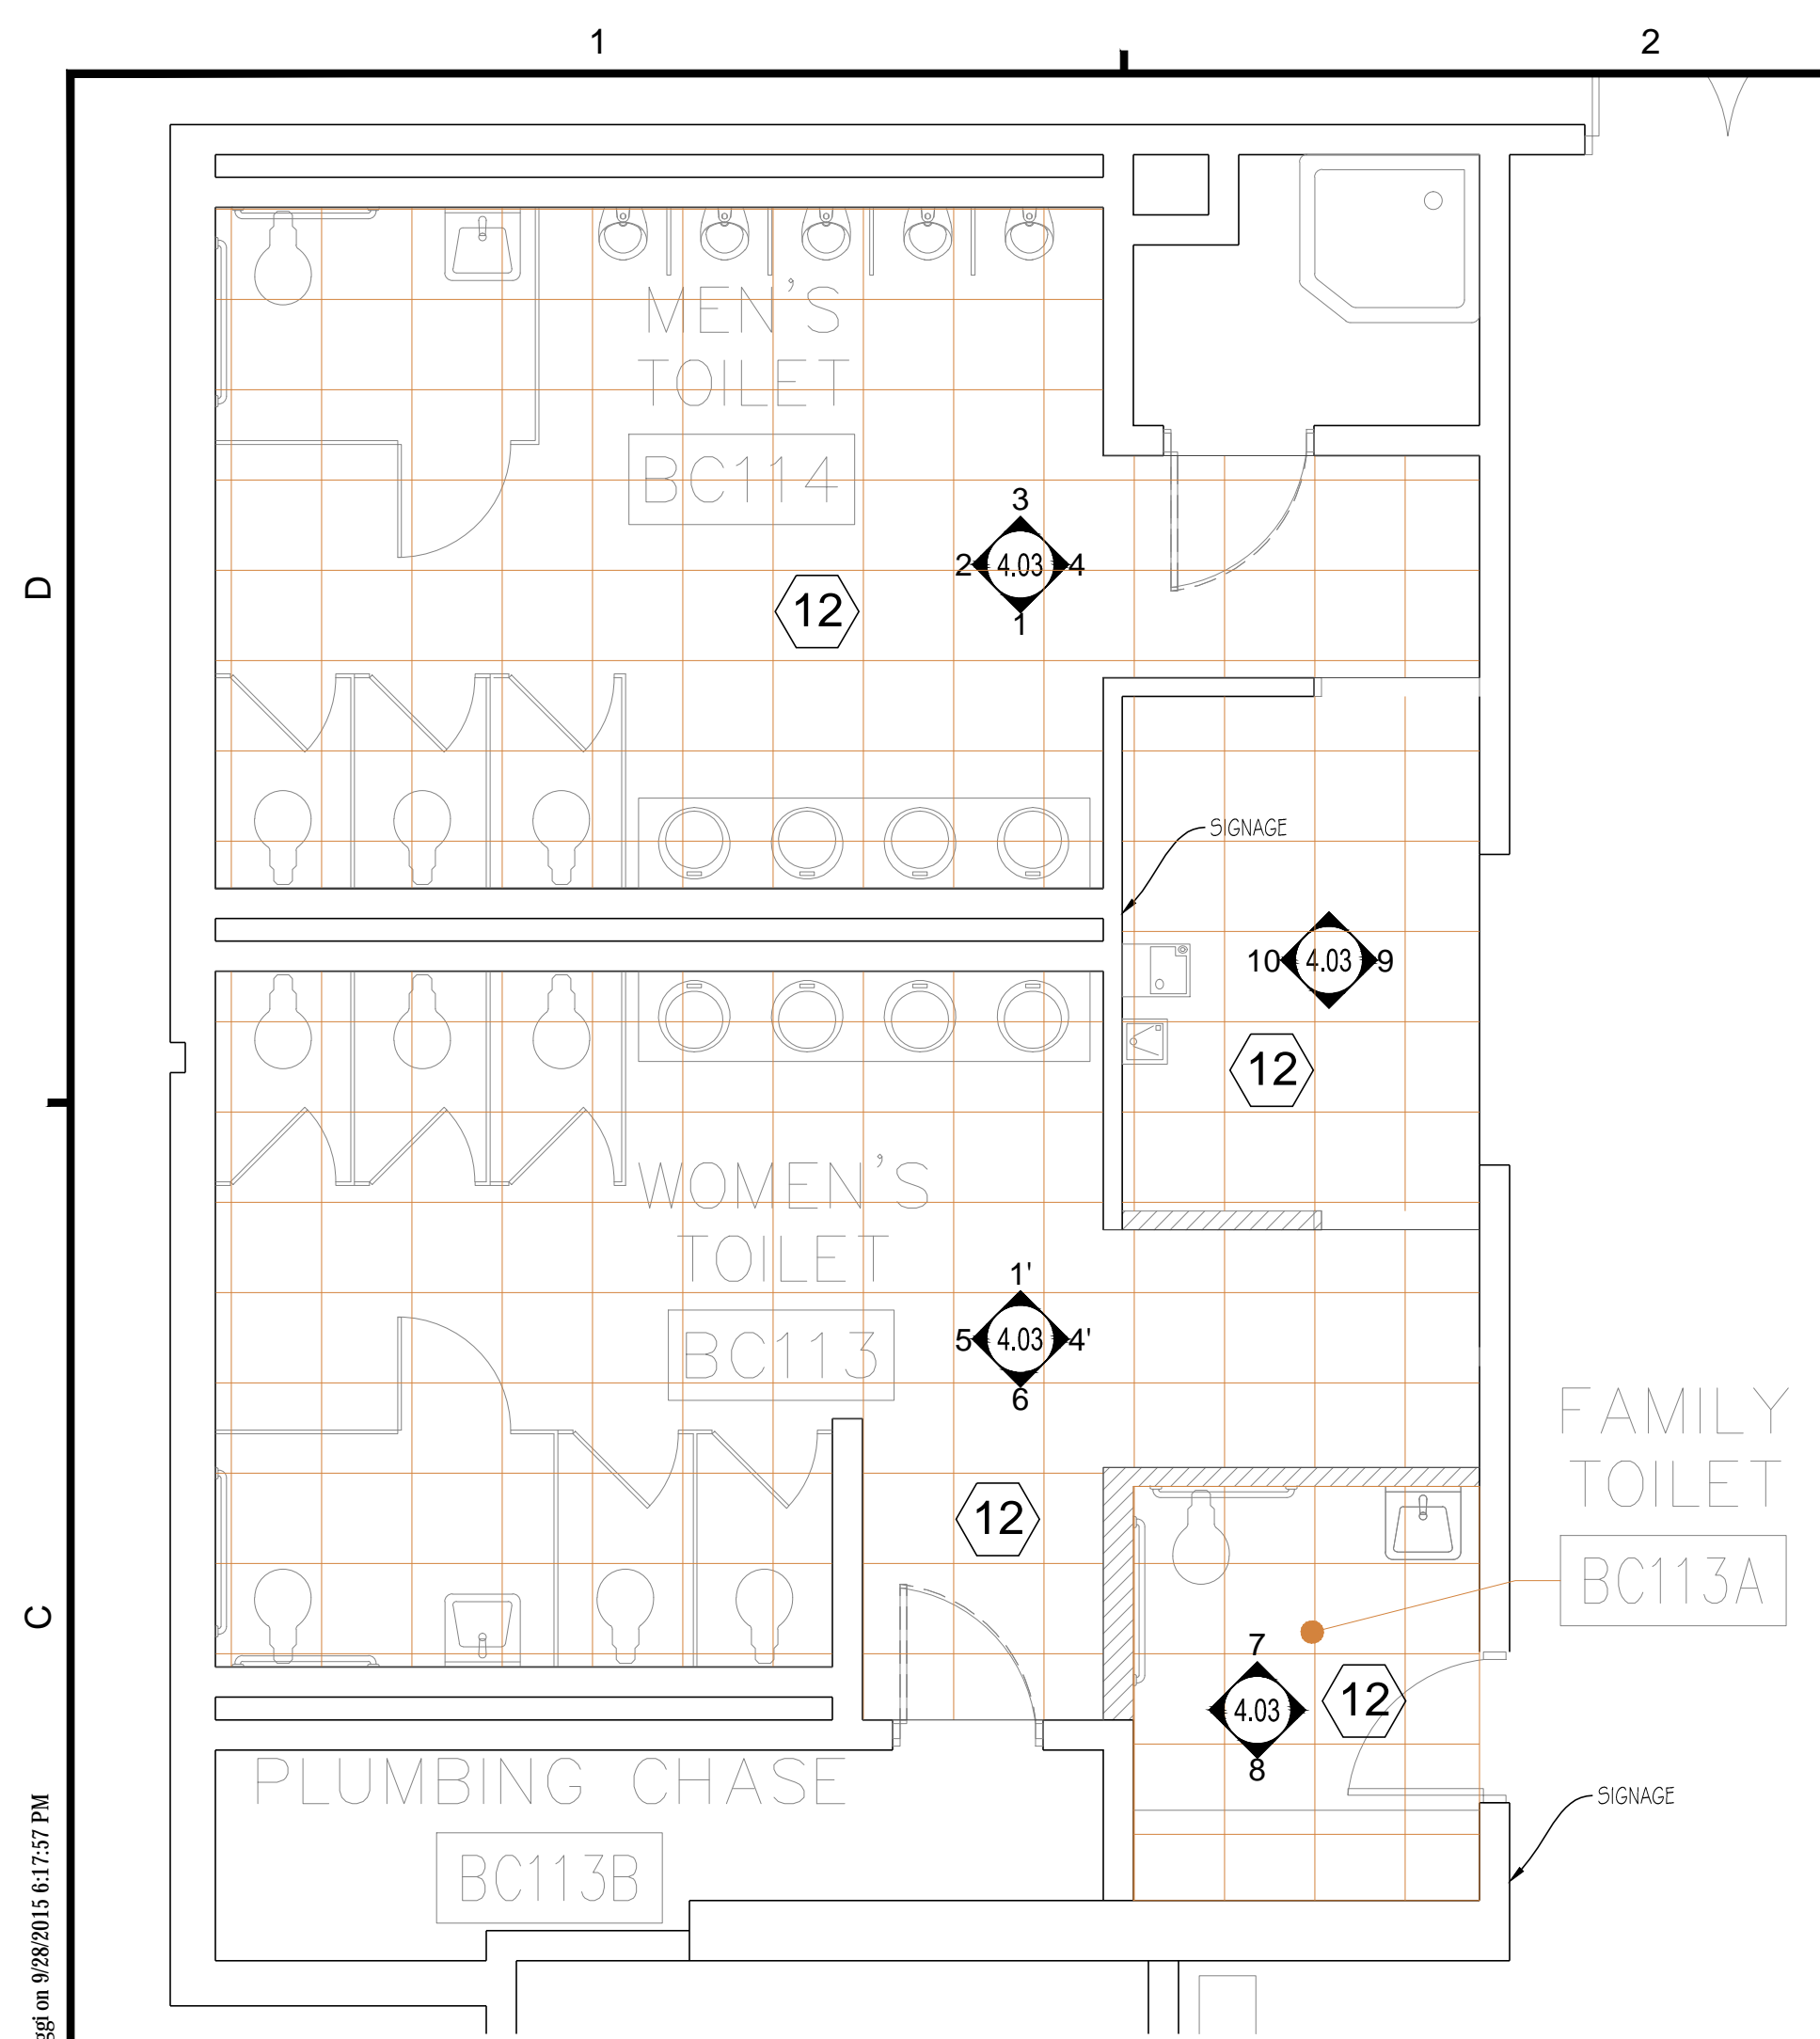 1
2
MEN'S
TOILET
BC114
3
2 4.03 4
1
12
D
SIGNAGE
10 4.03 9
12
WOMEN'S
TOILET
BC113
1'
5 4.03 4'
6
12
FAMILY
TOILET
BC113A
7
4.03
8
12
C
PLUMBING CHASE
BC113B
SIGNAGE
on 9/28/2015 6:17:57 PM